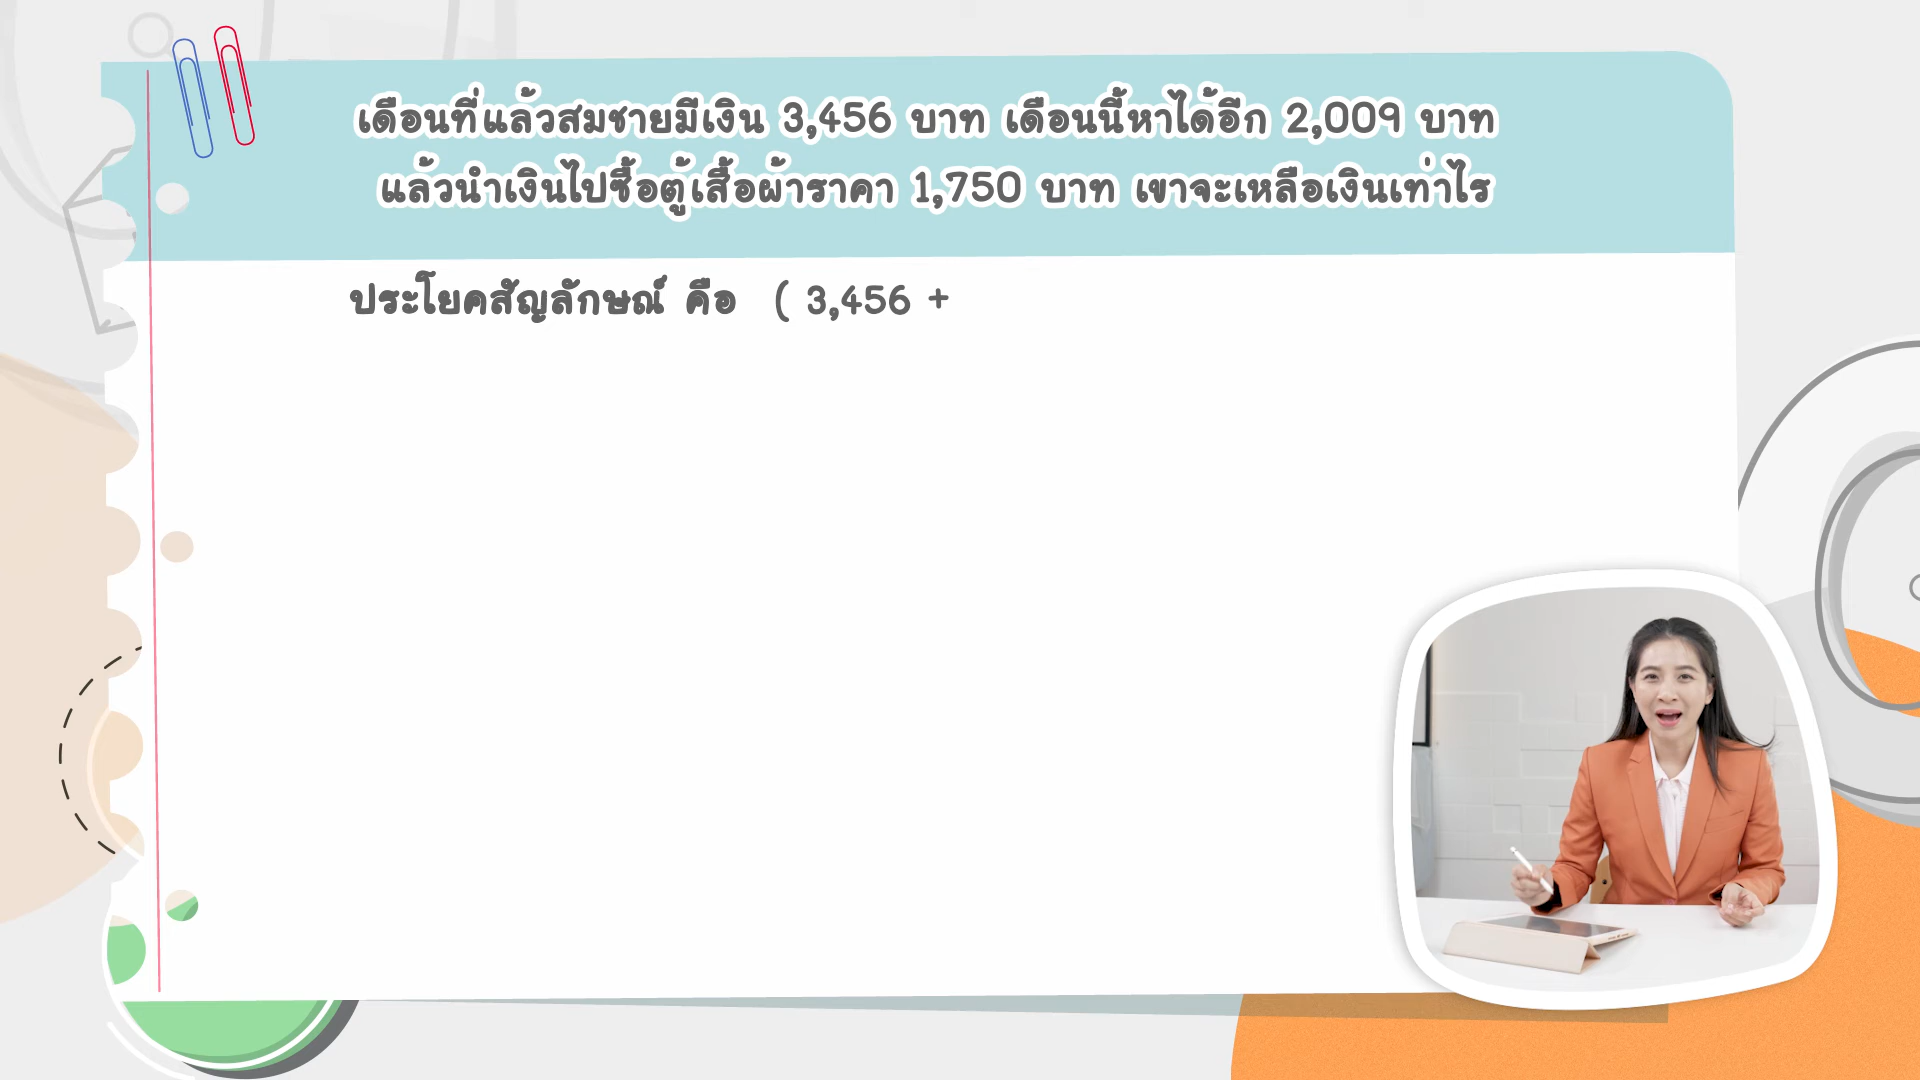 เดือนที่แล้วสมชายมีเงิน 3,456 บาท เดือนนี้หาได้อีก 2,009 บาท
แล้วนำเงินไปซื้อตู้เสื้อผ้าราคา 1,750 บาท เขาจะเหลือเงินเท่าไร
ประโยคสัญลักษณ์ คือ ( 3,456 +